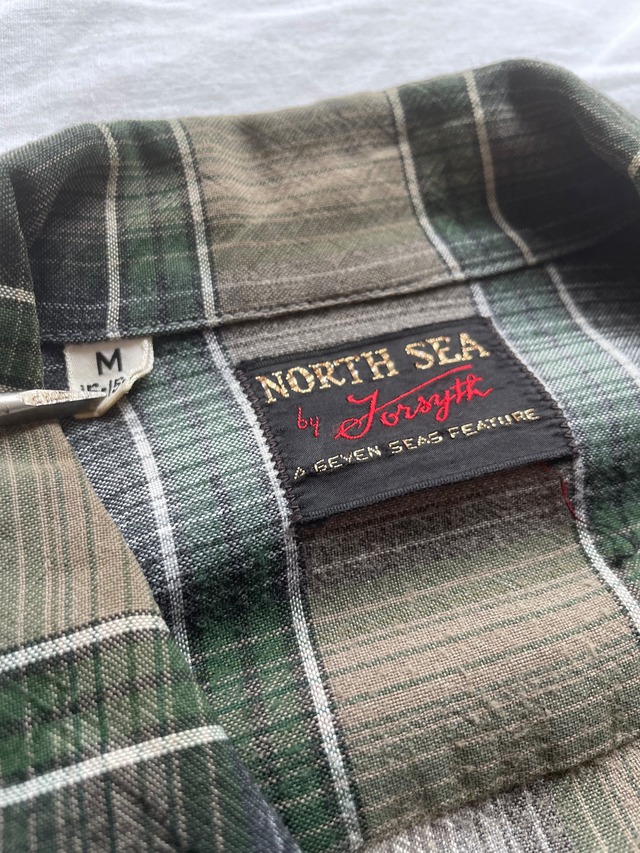 M
NORTH SEA
by Forsyth
A SEVEN SEAS FEATURE